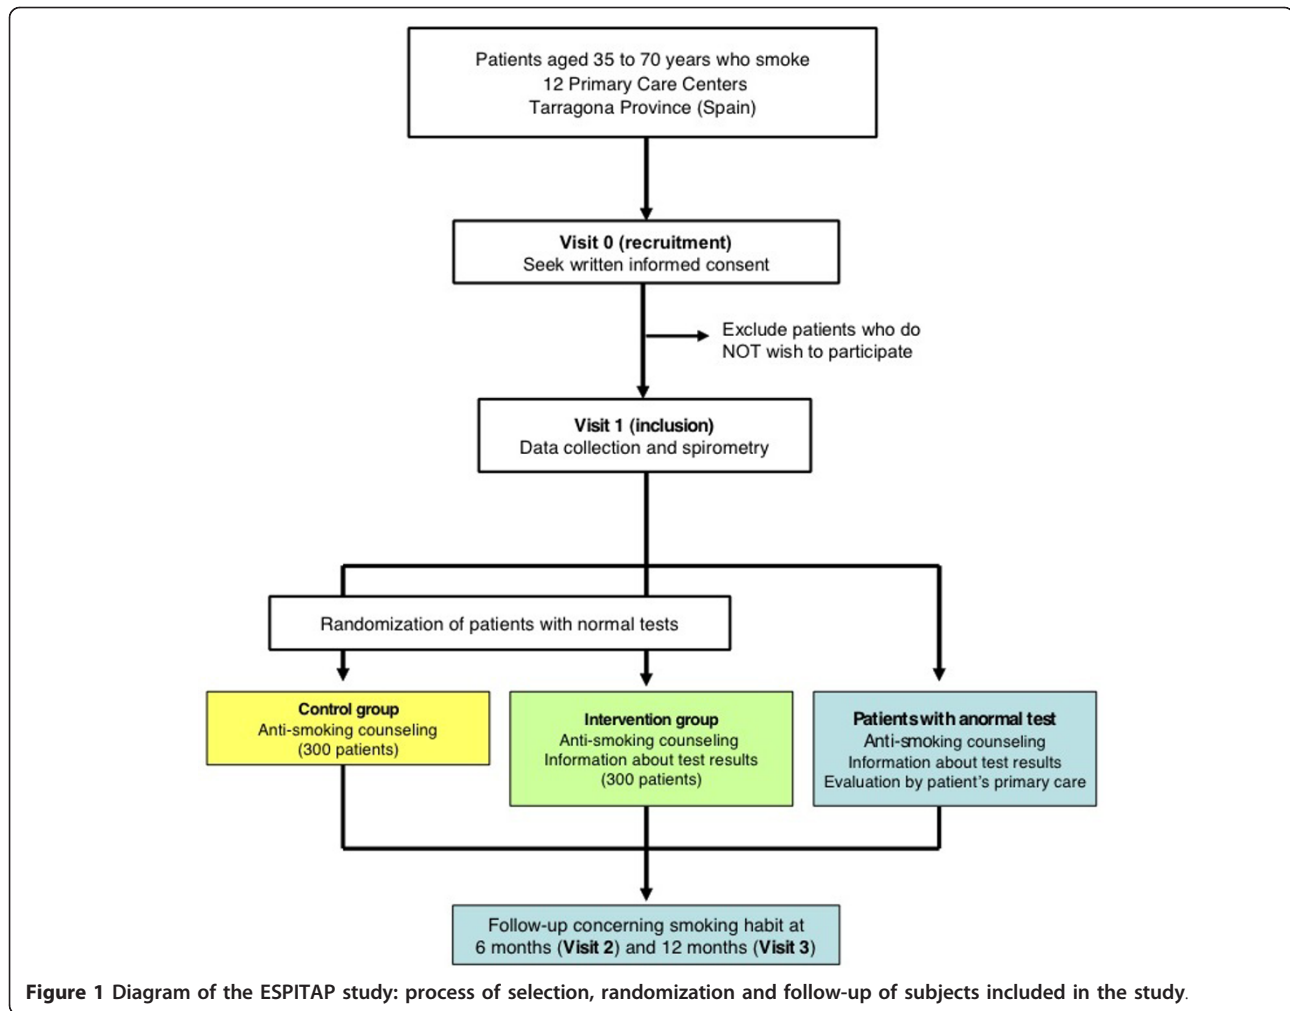 Patients aged 35 to 70 years who smoke
12 Primary Care Centers
Tarragona Province (Spain)
Visit 0 (recruitment)
Seek written informed consent
Exclude patients who do
NOT wish to participate
Visit 1 (inclusion)
Data collection and spirometry
Randomization of patients with normal tests
Control group
Anti-smoking counseling
(300 patients)
Intervention group
Anti-smoking counseling
Information about test results
(300 patients)
Patients with anormal test
Anti-smoking counseling
Information about test results
Evaluation by patient's primary care
Follow-up concerning smoking habit at
6 months (Visit 2) and 12 months (Visit 3)
Figure 1 Diagram of the ESPITAP study: process of selection, randomization and follow-up of subjects included in the study.